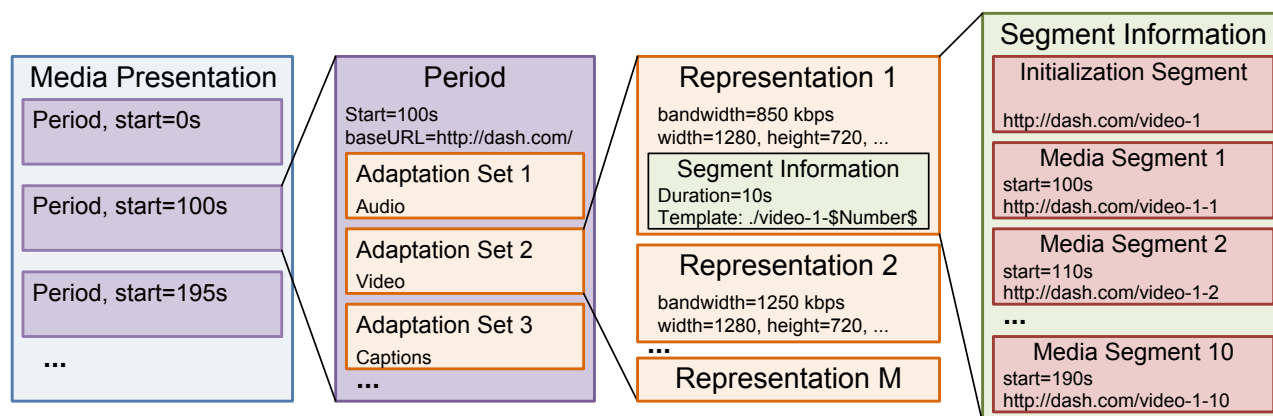 Media Presentation
Period, start=0s
Period, start=100s
Period, start=195s
...
Period
Start=100s
baseURL=http://dash.com/
Adaptation Set 1
Audio
Adaptation Set 2
Video
Adaptation Set 3
Captions
...
Representation 1
bandwidth=850 kbps
width=1280, height=720, ...
Segment Information
Duration=10s
Template: ./video-1-$Number$
Representation 2
bandwidth=1250 kbps
width=1280, height=720, ...
...
Representation M
Segment Information
Initialization Segment
http://dash.com/video-1
Media Segment 1
start=100s
http://dash.com/video-1-1
Media Segment 2
start=110s
http://dash.com/video-1-2
...
Media Segment 10
start=190s
http://dash.com/video-1-10